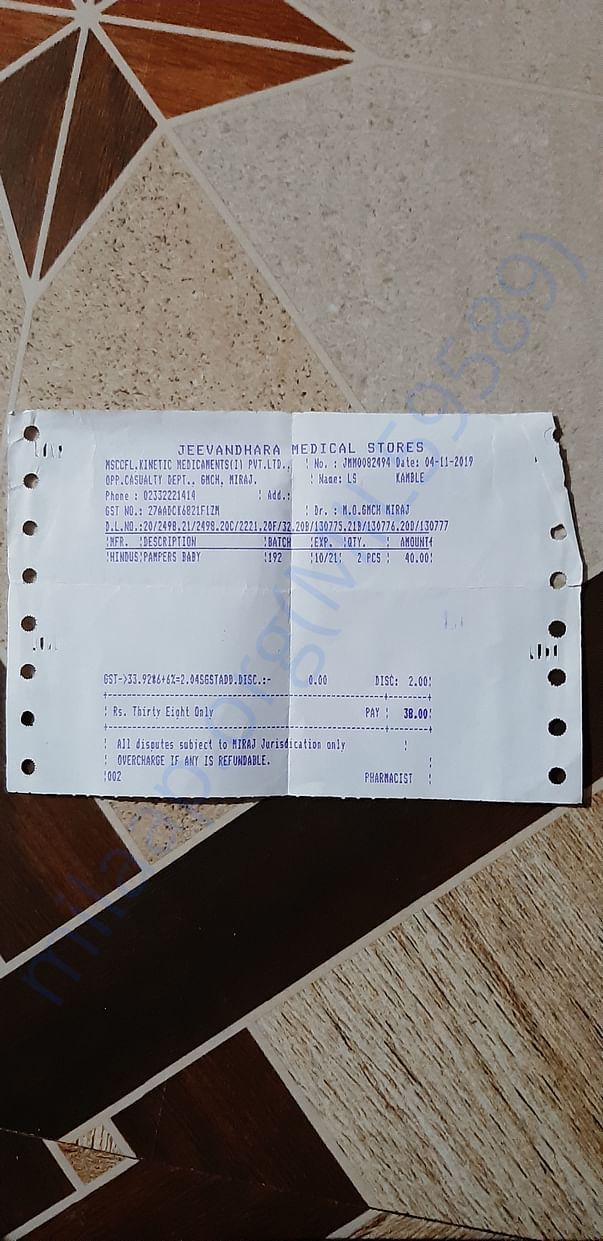 JEEVANDHARA MEDICAL STORES
MSCCFL.KINETIC MEDICAMENTS(I) PVT.LTD., ¦ No. : JMM0082494 Date: 04-11-2019
OPP.CASUALTY DEPT., GMCH, MIRAJ. ¦ Name: LS KAMBLE
Phone : 02332221414 ¦ Add.:
GST NO.: 27AADCK6821F1ZM ¦ Dr. : M.O.GMCH MIRAJ
D.L.NO.:20/2498.21/2498.20C/2221.20F/32.20B/130775.21B/130776.20D/130777
¦MFR. ¦DESCRIPTION ¦BATCH ¦EXP. ¦QTY. ¦ AMOUNT¦
¦HINDUS¦PAMPERS BABY ¦192 ¦10/21¦ 2 PCS ¦ 40.00¦
GST->33.92*6+6%=2.04SGSTADD.DISC.:- 0.00 DISC: 2.00¦
¦ Rs. Thirty Eight Only PAY ¦ 38.00¦
¦ All disputes subject to MIRAJ Jurisdication only ¦
¦ OVERCHARGE IF ANY IS REFUNDABLE. ¦
¦002 PHARMACIST ¦
milaap.org(MIL159589)